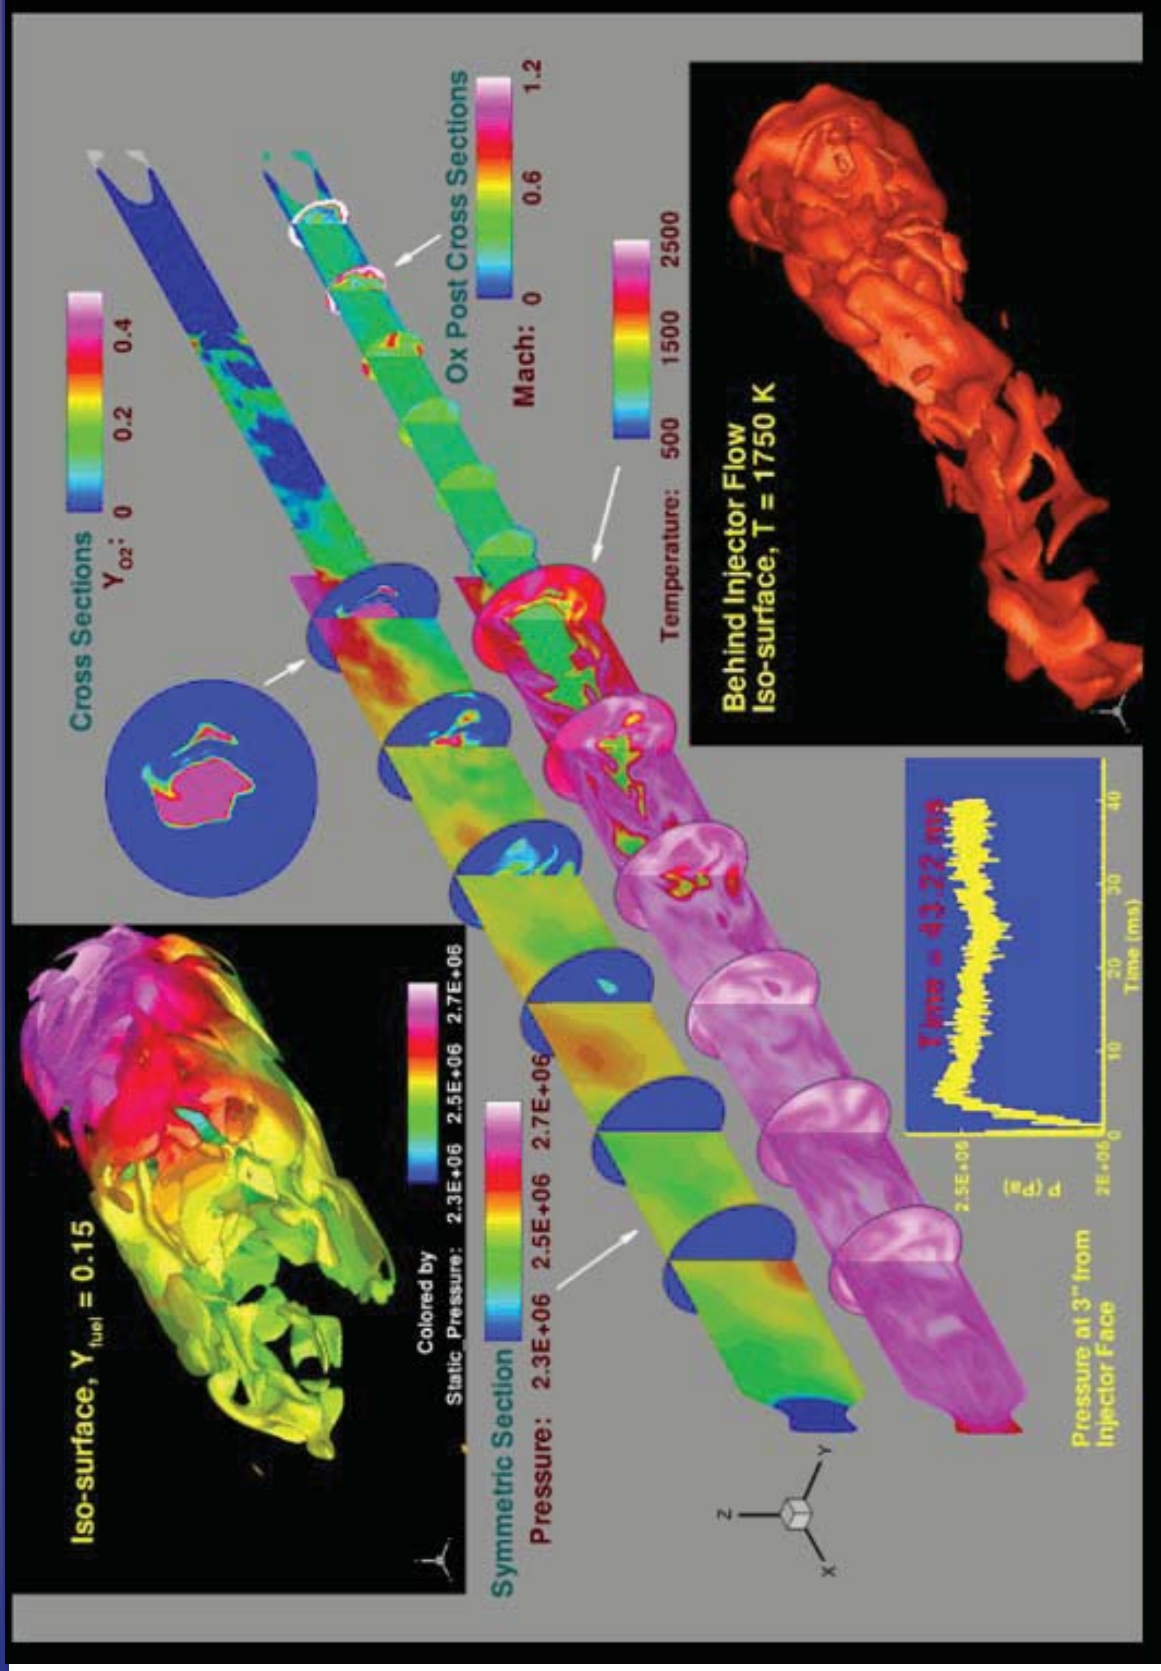 Iso-surface, Y fuel = 0.15
Colored by
Static_Pressure: 2.3E+06 2.5E+06 2.7E+06
Cross Sections
Y O2: 0 0.2 0.4
Symmetric Section
Pressure: 2.3E+06 2.5E+06 2.7E+06
Ox Post Cross Sections
Mach: 0 0.6 1.2
Temperature: 500 1500 2500
Behind Injector Flow
Iso-surface, T = 1750 K
Z
Y
X
Time = 43.22 ms
2.5E+06
P (Pa)
2E+06
0 10 20 30 40
Time (ms)
Pressure at 3" from
Injector Face